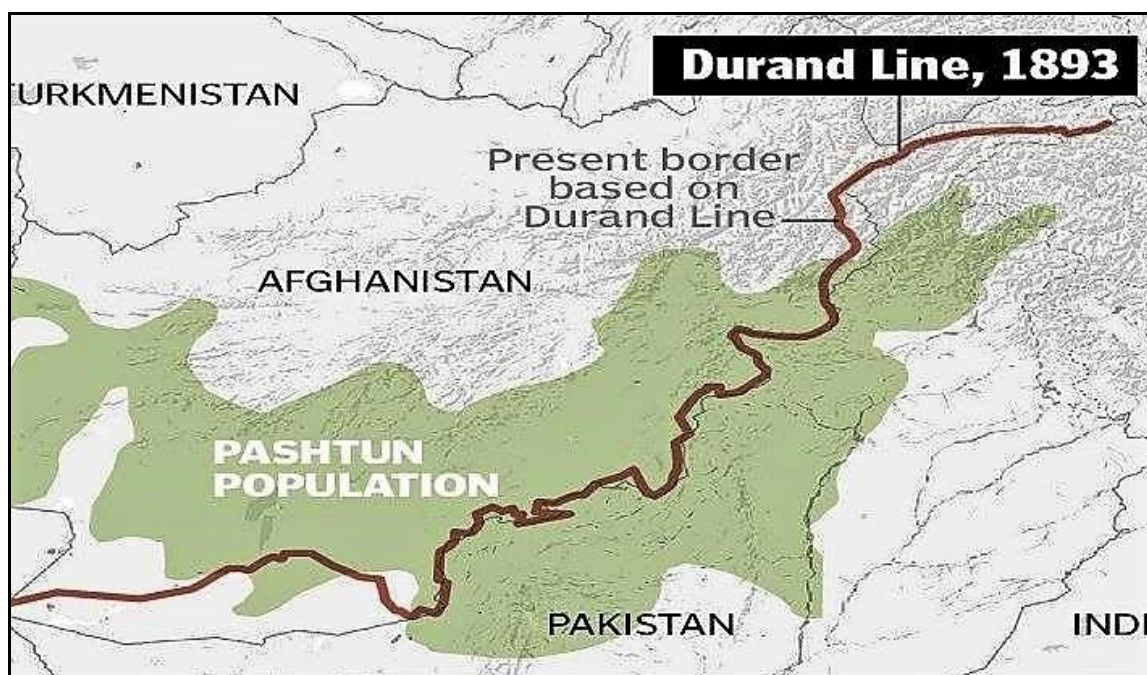 Durand Line, 1893
URKMENISTAN
Present border
based on
Durand Line
AFGHANISTAN
PASHTUN
POPULATION
PAKISTAN
INDI